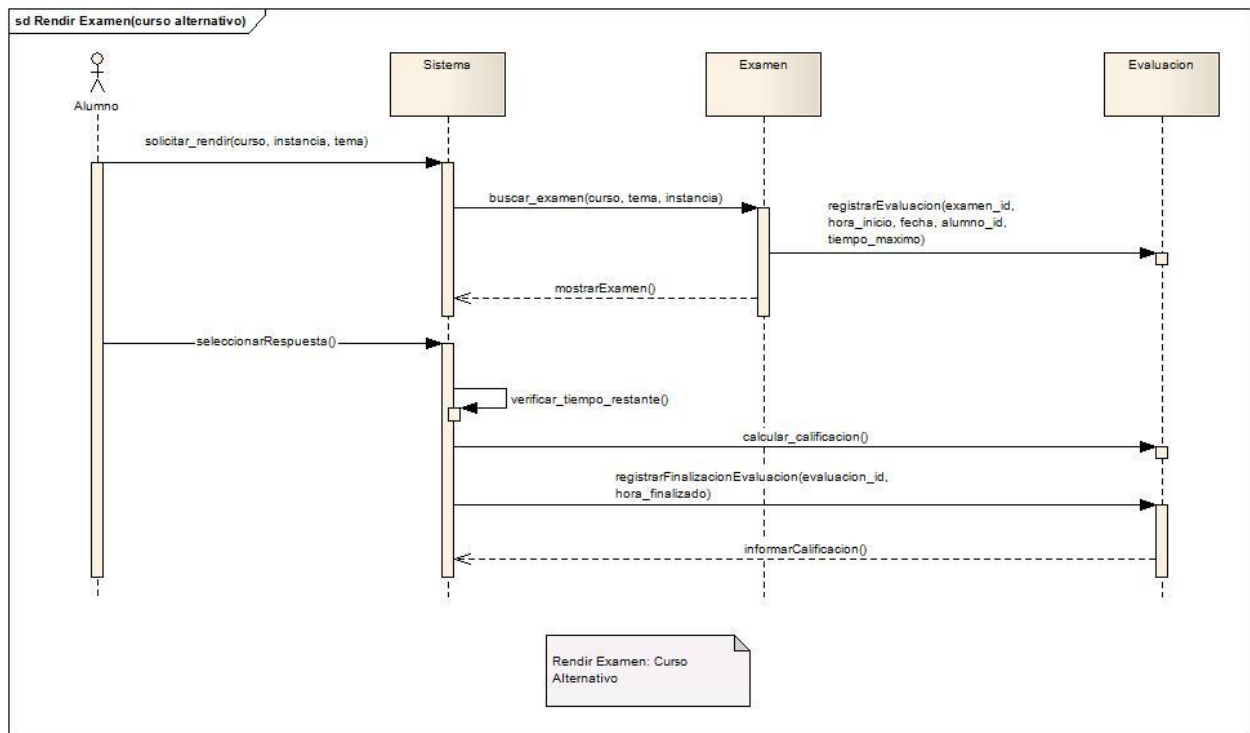 sd Rendir Examen(curso alternativo)
Alumno
Sistema
Examen
Evaluacion
solicitar_rendir(curso, instancia, tema)
buscar_examen(curso, tema, instancia)
registrarEvaluacion(examen_id,
hora_inicio, fecha, alumno_id,
tiempo_maximo)
mostrarExamen()
seleccionarRespuesta()
verificar_tiempo_restante()
calcular_calificacion()
registrarFinalizacionEvaluacion(evaluacion_id,
hora_finalizado)
informarCalificacion()
Rendir Examen: Curso
Alternativo